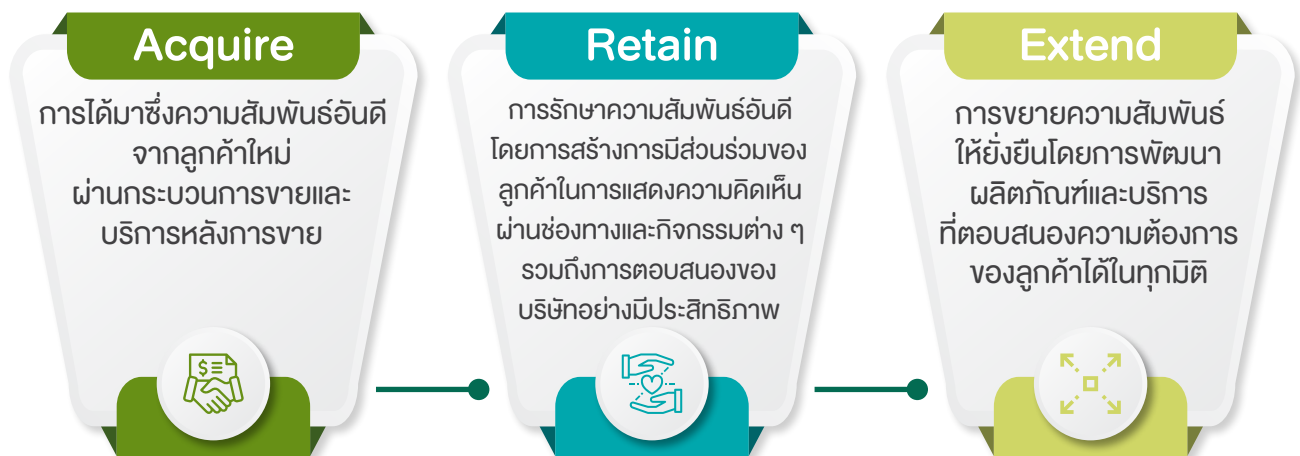 Acquire
การได้มาซึ่งความสัมพันธ์อันดี
จากลูกค้าใหม่
ผ่านกระบวนการขายและ
บริการหลังการขาย
$
Retain
การรักษาความสัมพันธ์อันดี
โดยการสร้างการมีส่วนร่วมของ
ลูกค้าในการแสดงความคิดเห็น
ผ่านช่องทางและกิจกรรมต่าง ๆ
รวมถึงการตอบสนองของ
บริษัทอย่างมีประสิทธิภาพ
Extend
การขยายความสัมพันธ์
ให้ยั่งยืนโดยการพัฒนา
ผลิตภัณฑ์และบริการ
ที่ตอบสนองความต้องการ
ของลูกค้าได้ในทุกมิติ